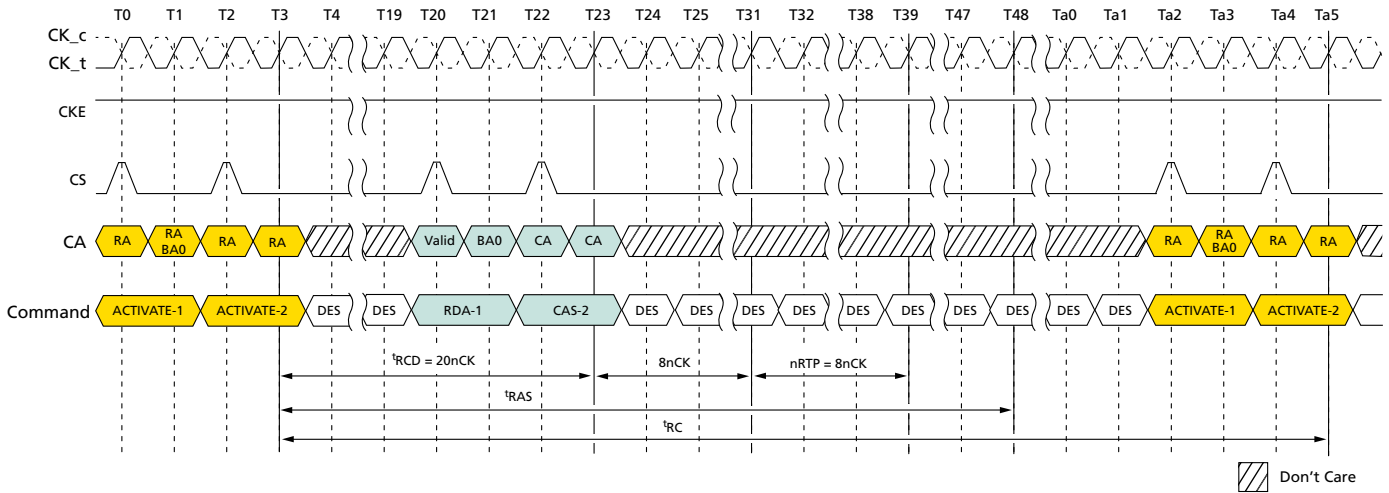 T0 T1 T2 T3 T4 T19 T20 T21 T22 T23 T24 T25 T31 T32 T38 T39 T47 T48 Ta0 Ta1 Ta2 Ta3 Ta4 Ta5
CK_c
CK_t
CKE
CS
CA RA RA BA0 RA RA Valid BA0 CA CA RA RA BA0 RA RA
Command ACTIVATE-1 ACTIVATE-2 DES DES RDA-1 CAS-2 DES DES DES DES DES DES DES DES DES DES ACTIVATE-1 ACTIVATE-2
tRCD = 20nCK 8nCK nRTP = 8nCK
tRAS
tRC
Don't Care